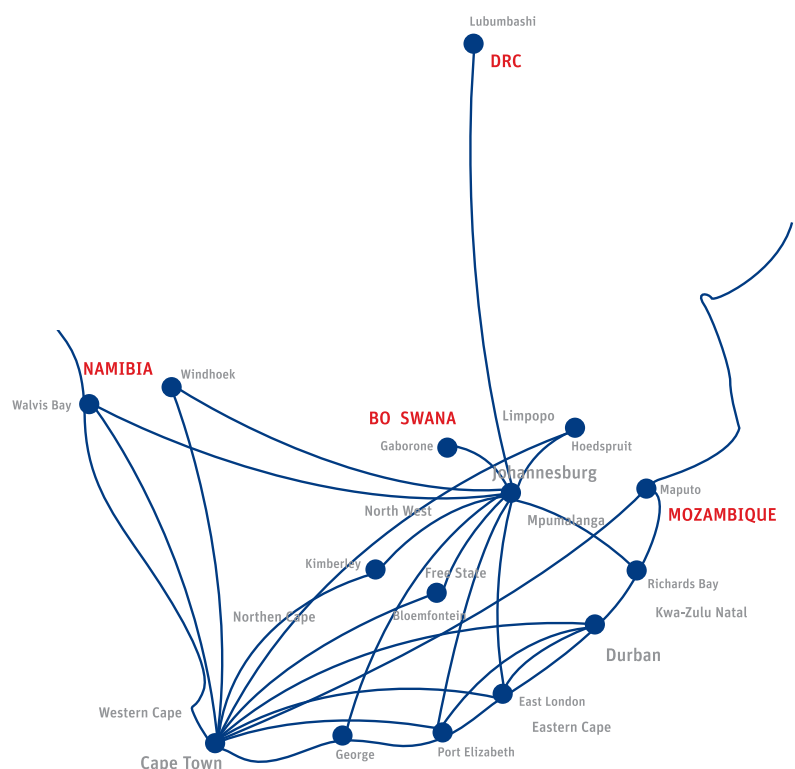 Lubumbashi
DRC
NAMIBIA
Windhoek
Walvis Bay
BO SWANA
Limpopo
Gaborone
Hoedspruit
Johannesburg
Maputo
North West
Mpumalanga
MOZAMBIQUE
Kimberley
Free State
Richards Bay
Northen Cape
Bloemfontein
Kwa-Zulu Natal
Durban
East London
Western Cape
Eastern Cape
George
Port Elizabeth
Cape Town